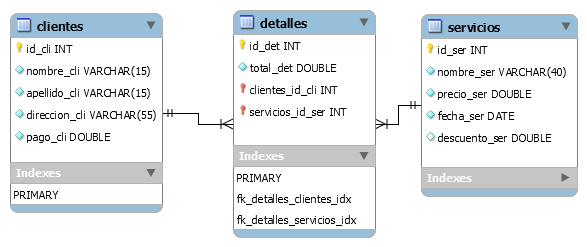 clientes
id_cli INT
nombre_cli VARCHAR(15)
apellido_cli VARCHAR(15)
direccion_cli VARCHAR(55)
pago_cli DOUBLE
Indexes
PRIMARY
detalles
id_det INT
total_det DOUBLE
clientes_id_cli INT
servicios_id_ser INT
Indexes
PRIMARY
fk_detalles_clientes_idx
fk_detalles_servicios_idx
servicios
id_ser INT
nombre_ser VARCHAR(40)
precio_ser DOUBLE
fecha_ser DATE
descuento_ser DOUBLE
Indexes